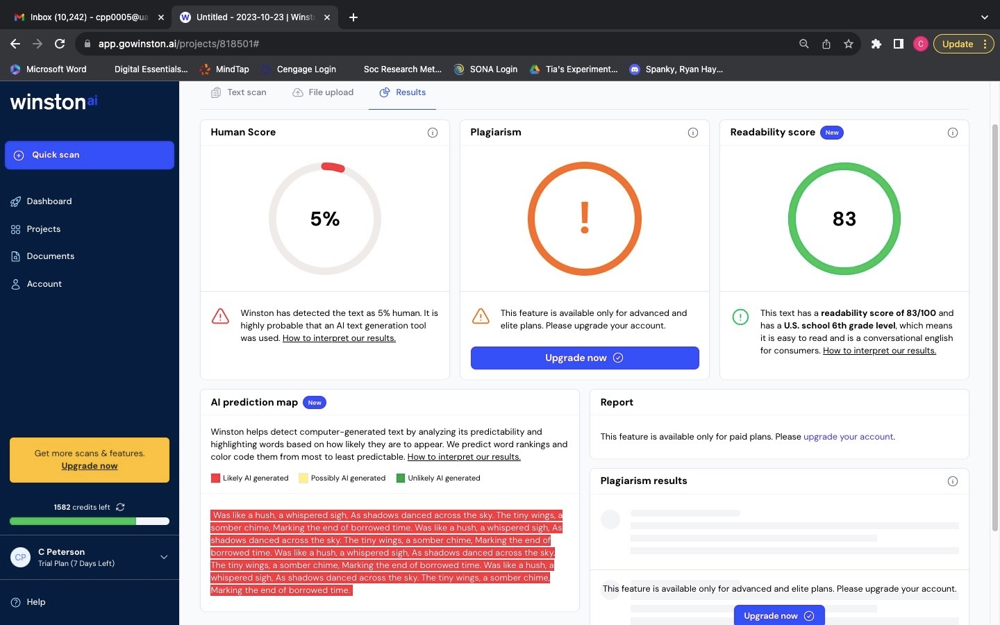 Inbox (10,242) - cpp0005@ua
Untitled - 2023-10-23 | Winst
app.gowinston.ai/projects/818501#
C
Update
Microsoft Word
Digital Essentials...
MindTap
Cengage Login
Soc Research Met...
SONA Login
Tia's Experiment...
Spanky, Ryan Hay...
winston ai
Quick scan
Dashboard
Projects
Documents
Account
Get more scans & features.
Upgrade now
1582 credits left
CP
C Peterson
Trial Plan (7 Days Left)
Help
Text scan
File upload
Results
Human Score
5%
Winston has detected the text as 5% human. It is
highly probable that an AI text generation tool
was used. How to interpret our results.
Plagiarism
!
This feature is available only for advanced and
elite plans. Please upgrade your account.
Upgrade now
Readability score New
83
This text has a readability score of 83/100 and
has a U.S. school 6th grade level, which means
it is easy to read and is a conversational english
for consumers. How to interpret our results.
AI prediction map New
Winston helps detect computer-generated text by analyzing its predictability and
highlighting words based on how likely they are to appear. We predict word rankings and
color code them from most to least predictable. How to interpret our results.
Likely AI generated
Possibly AI generated
Unlikely AI generated
Was like a hush, a whispered sigh, As shadows danced across the sky. The tiny wings, a
somber chime, Marking the end of borrowed time. Was like a hush, a whispered sigh, As
shadows danced across the sky. The tiny wings, a somber chime, Marking the end of
borrowed time. Was like a hush, a whispered sigh, As shadows danced across the sky.
The tiny wings, a somber chime, Marking the end of borrowed time. Was like a hush, a
whispered sigh, As shadows danced across the sky. The tiny wings, a somber chime,
Marking the end of borrowed time.
Report
This feature is available only for paid plans. Please upgrade your account.
Plagiarism results
This feature is available only for advanced and elite plans. Please upgrade your account.
Upgrade now